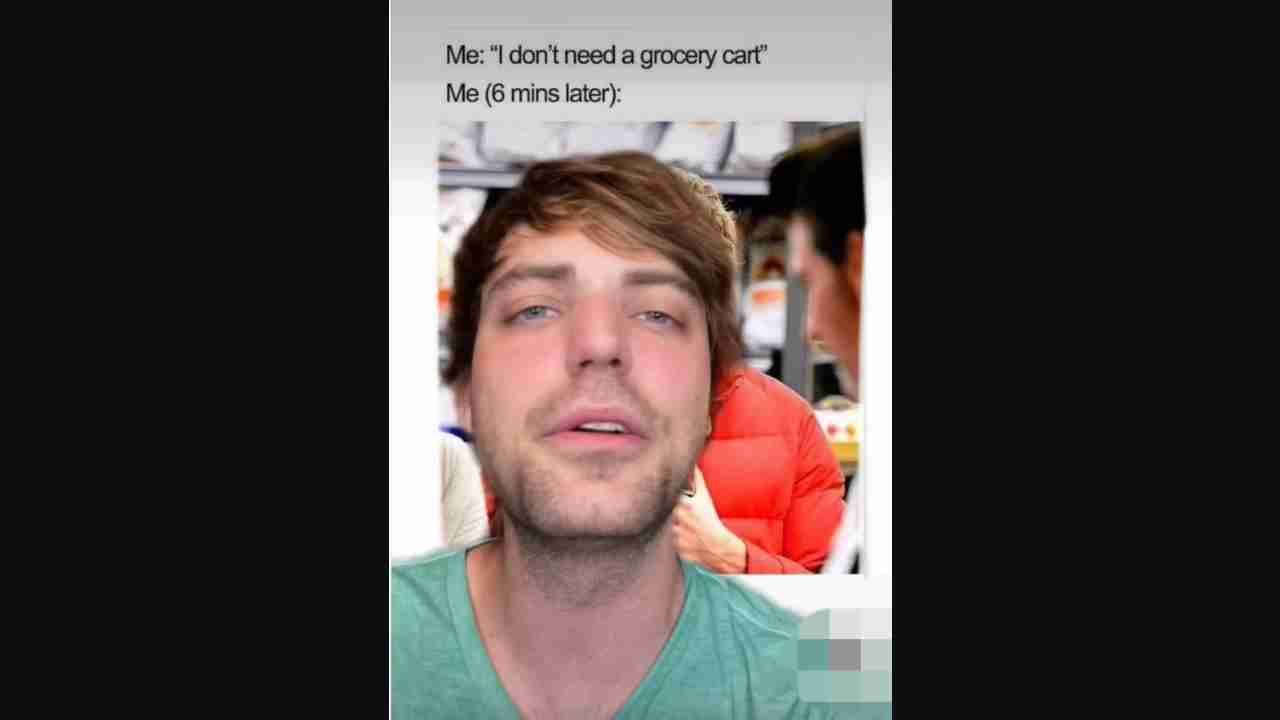 Me: “I don’t need a grocery cart”
Me (6 mins later):